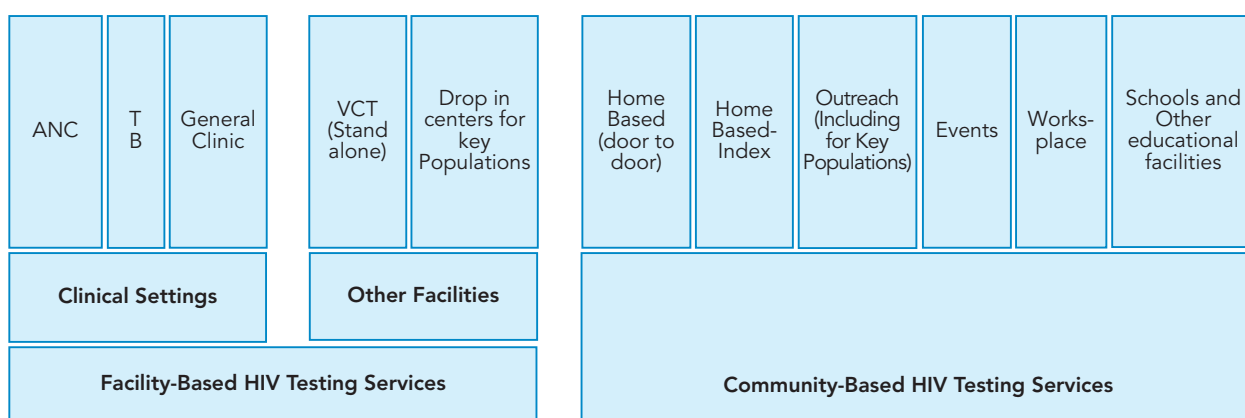 ANC
T
B
General
Clinic
VCT
(Stand
alone)
Drop in
centers for
key
Populations
Home
Based
(door to
door)
Home
Based-
Index
Outreach
(Including
for Key
Populations)
Events
Works-
place
Schools and
Other
educational
facilities
Clinical Settings
Other Facilities
Facility-Based HIV Testing Services
Community-Based HIV Testing Services